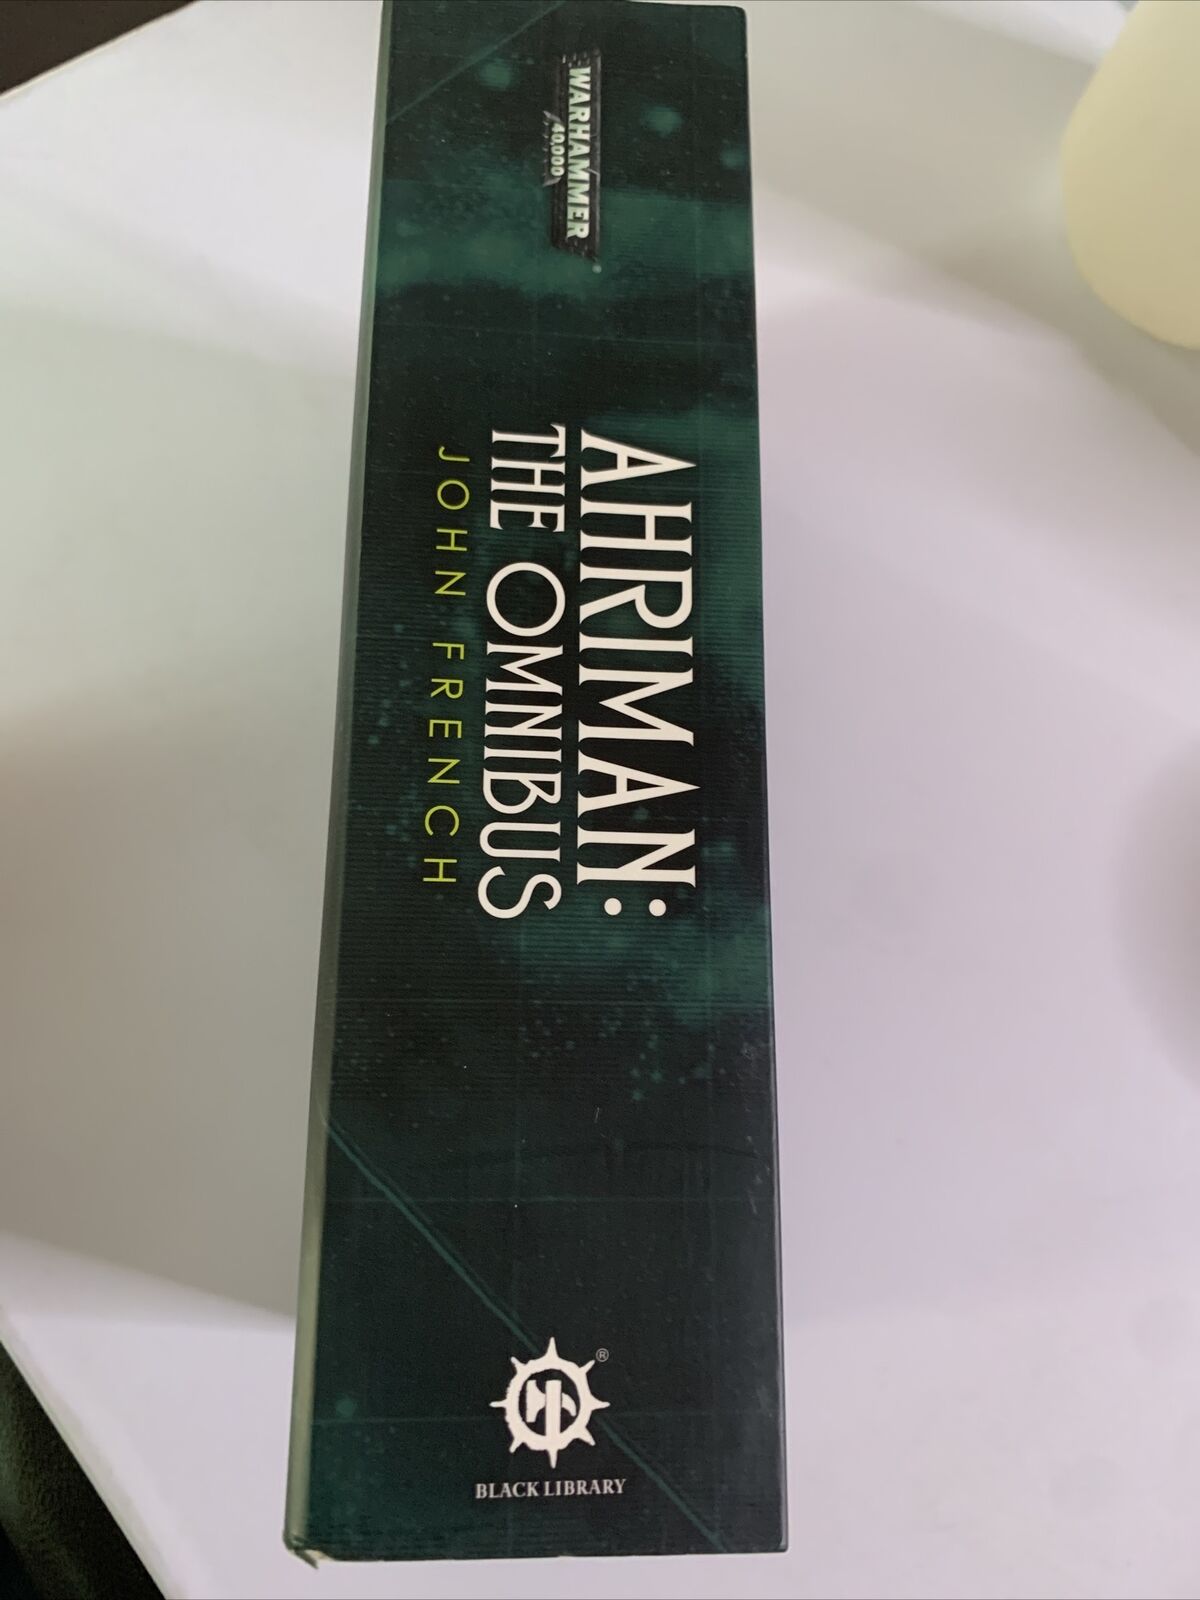 WARHAMMER
40,000
AHRIMAN:
THE OMNIBUS
JOHN FRENCH
®
BLACK LIBRARY